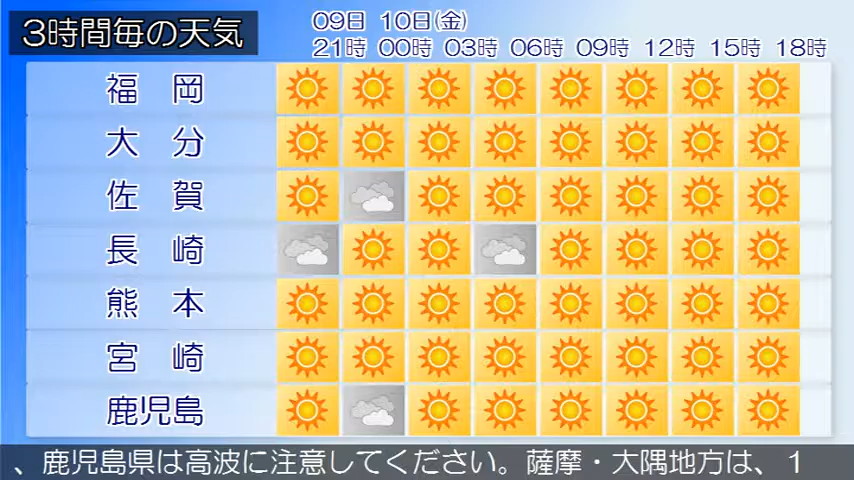 3時間毎の天気
09日 10日(金)
21時 00時 03時 06時 09時 12時 15時 18時
福岡
大分
佐賀
長崎
熊本
宮崎
鹿児島
、鹿児島県は高波に注意してください。薩摩・大隅地方は、1